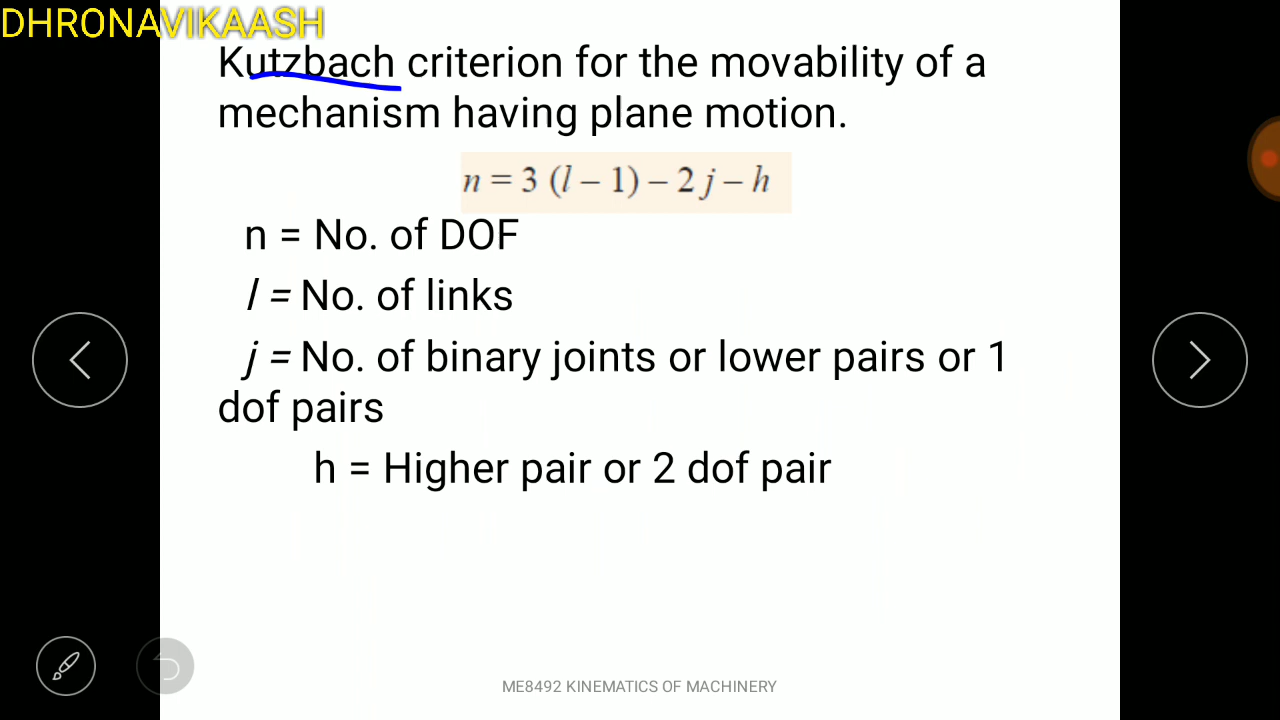 DHRONAVIKAASH
Kutzbach criterion for the movability of a
mechanism having plane motion.
n = 3 (l – 1) – 2 j – h
n = No. of DOF
l = No. of links
j = No. of binary joints or lower pairs or 1
dof pairs
h = Higher pair or 2 dof pair
ME8492 KINEMATICS OF MACHINERY